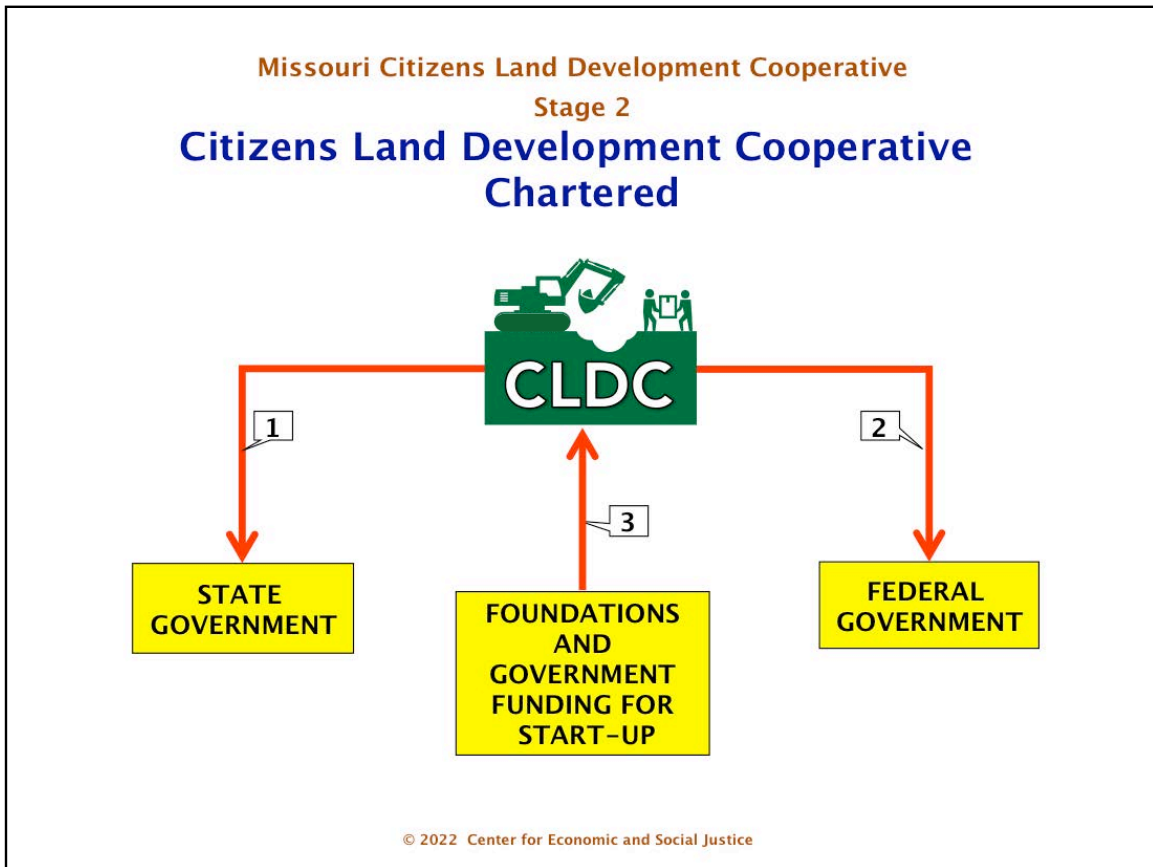 Missouri Citizens Land Development Cooperative
Stage 2
Citizens Land Development Cooperative
Chartered
CLDC
1
2
3
STATE
GOVERNMENT
FOUNDATIONS
AND
GOVERNMENT
FUNDING FOR
START-UP
FEDERAL
GOVERNMENT
© 2022 Center for Economic and Social Justice